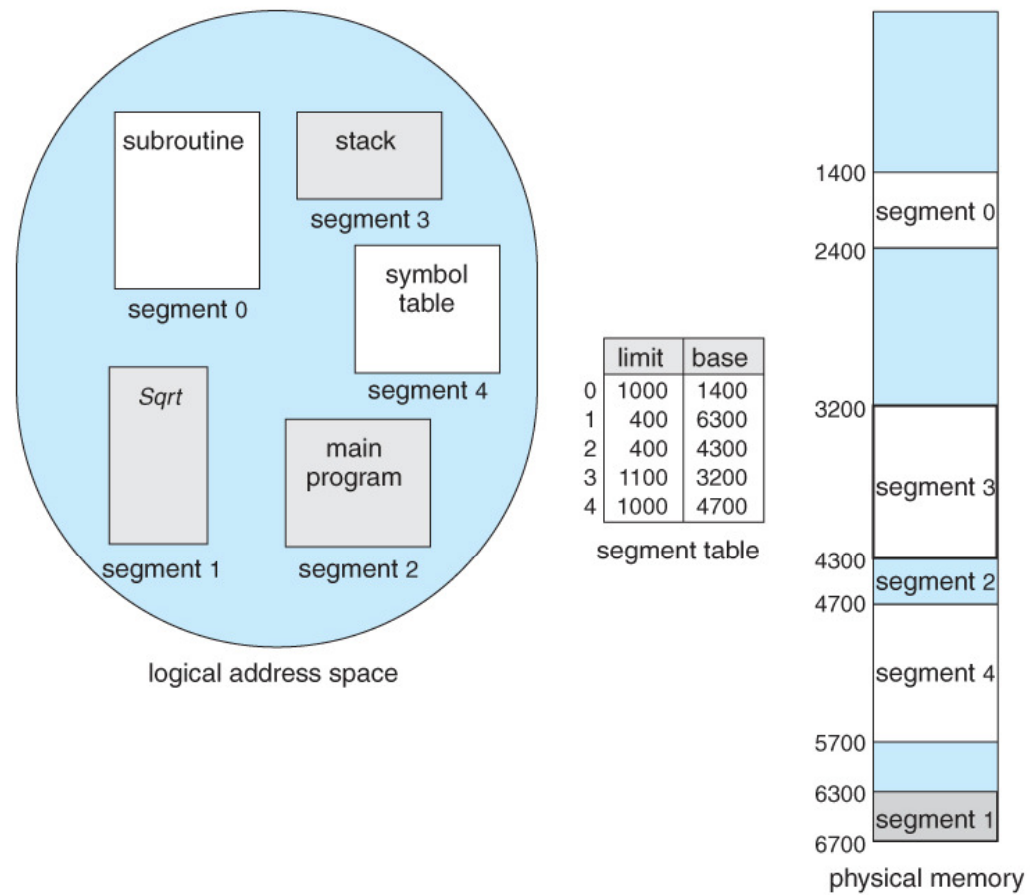 subroutine
segment 0
stack
segment 3
symbol
table
segment 4
Sqrt
segment 1
main
program
segment 2
logical address space
limit base
0 1000 1400
1 400 6300
2 400 4300
3 1100 3200
4 1000 4700
segment table
1400
segment 0
2400
3200
segment 3
4300
segment 2
4700
segment 4
5700
6300
segment 1
6700
physical memory